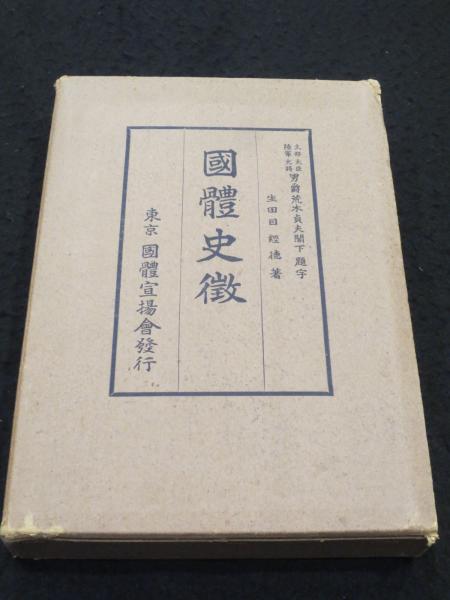 文部大臣
陸軍大将
男爵荒木貞夫閣下題字
生田目經德著
國體史徵
東京 國體宣揚會發行